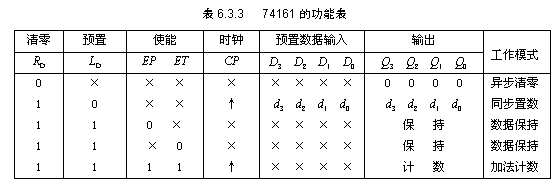 表 6.3.3 74161 的功能表
清零 预置 使能 时钟 预置数据输入 输出 工作模式
R_D L_D EP ET CP D_3 D_2 D_1 D_0 Q_3 Q_2 Q_1 Q_0
0 × × × × × × × × 0 0 0 0 异步清零
1 0 × × ↑ d_3 d_2 d_1 d_0 d_3 d_2 d_1 d_0 同步置数
1 1 0 × × × × × × 保 持 数据保持
1 1 × 0 × × × × × 保 持 数据保持
1 1 1 1 ↑ × × × × 计 数 加法计数